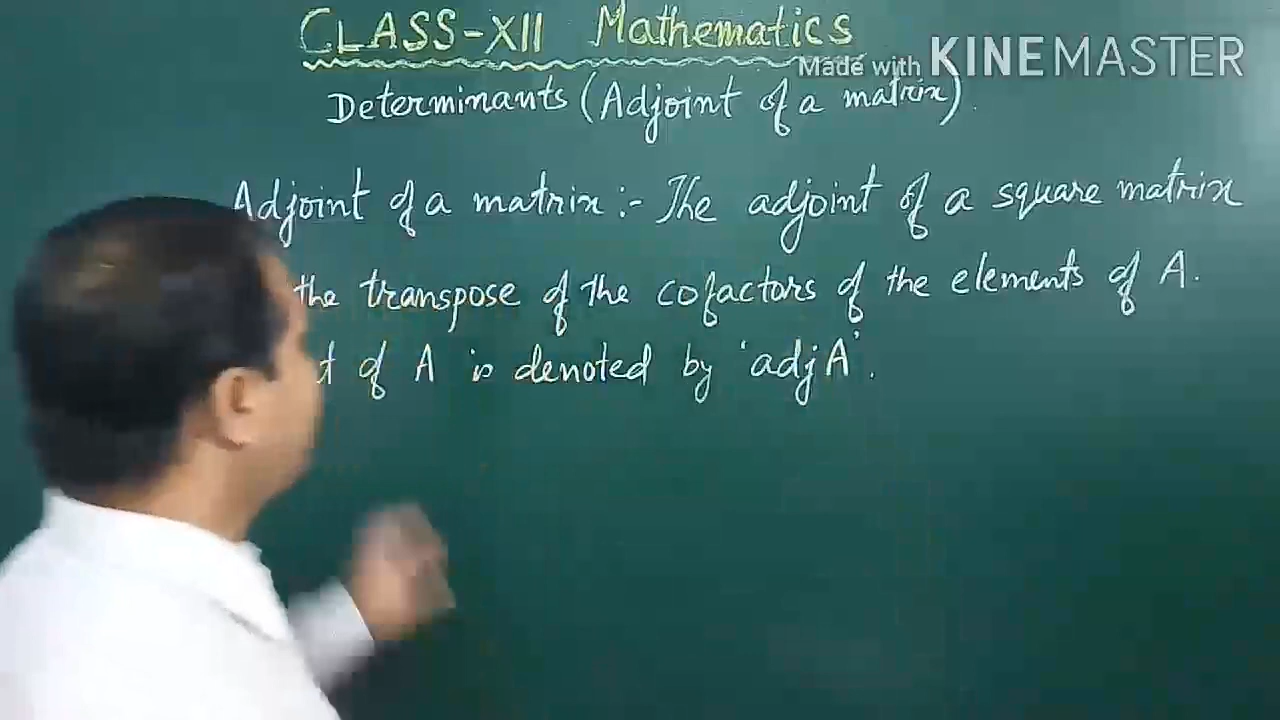 CLASS-XII Mathematics
Made with KINEMASTER
Determinants (Adjoint of a matrix).
Adjoint of a matrix :- The adjoint of a square matrix
the transpose of the cofactors of the elements of A.
of A is denoted by 'adj A'.